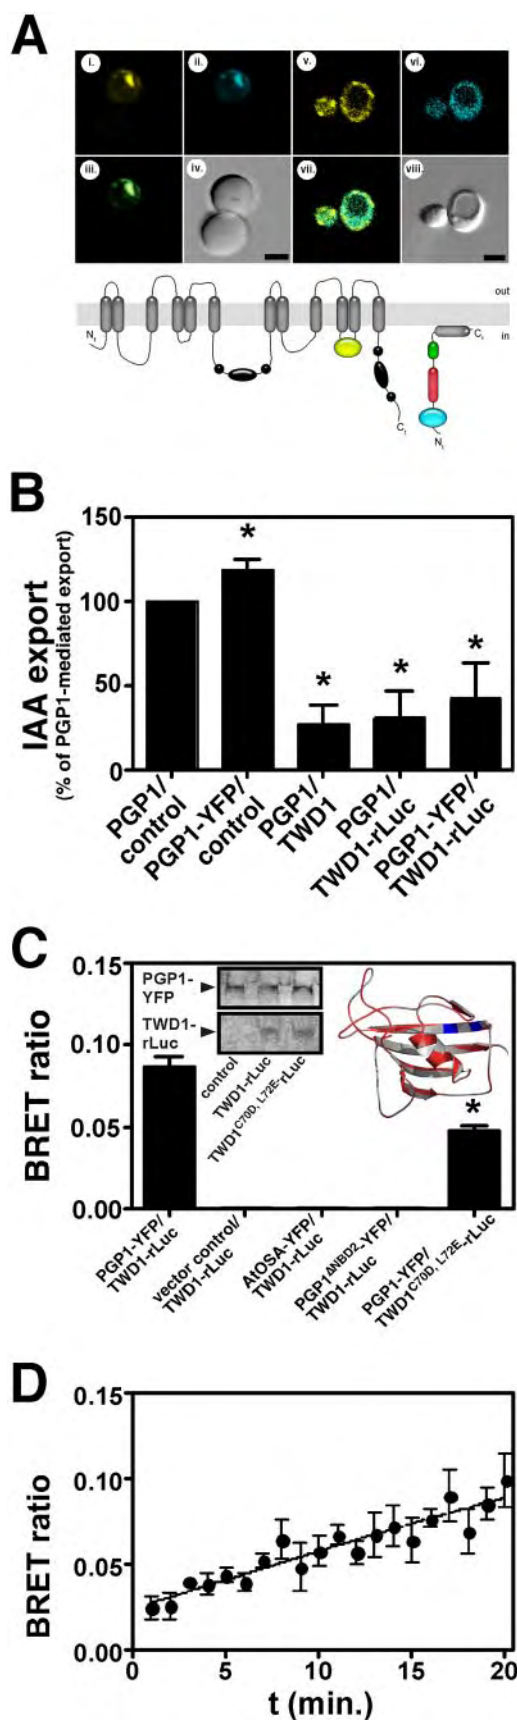 A
i.
ii.
v.
vi.
iii.
iv.
vii.
viii.
out
in
Nt
Ct
Ct
Nt
B
IAA export
(% of PGP1-mediated export)
150
100
50
0
*
*
*
*
PGP1/
control
PGP1-YFP/
control
PGP1/
TWD1
PGP1/
TWD1-rLuc
PGP1-YFP/
TWD1-rLuc
C
BRET ratio
0.15
0.10
0.05
0.00
PGP1-
YFP
TWD1-
rLuc
control
TWD1-rLuc
TWD1C70D, L72E-rLuc
*
PGP1-YFP/
TWD1-rLuc
vector control/
TWD1-rLuc
AtOSA-YFP/
TWD1-rLuc
PGP1ΔNBD2-YFP/
TWD1-rLuc
PGP1-YFP/
TWD1C70D, L72E-rLuc
D
BRET ratio
0.15
0.10
0.05
0.00
0 5 10 15 20
t (min.)